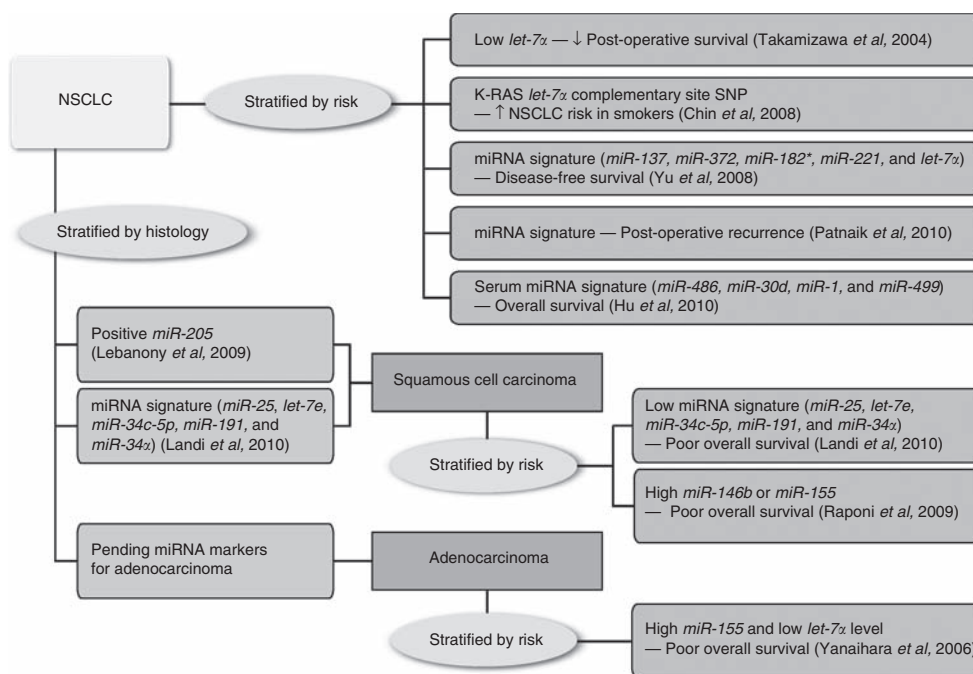 NSCLC
Stratified by risk
Low let-7α — ↓ Post-operative survival (Takamizawa et al, 2004)
K-RAS let-7α complementary site SNP
— ↑ NSCLC risk in smokers (Chin et al, 2008)
miRNA signature (miR-137, miR-372, miR-182*, miR-221, and let-7α)
— Disease-free survival (Yu et al, 2008)
miRNA signature — Post-operative recurrence (Patnaik et al, 2010)
Serum miRNA signature (miR-486, miR-30d, miR-1, and miR-499)
— Overall survival (Hu et al, 2010)
Stratified by histology
Positive miR-205
(Lebanony et al, 2009)
miRNA signature (miR-25, let-7e,
miR-34c-5p, miR-191, and
miR-34α) (Landi et al, 2010)
Squamous cell carcinoma
Stratified by risk
Low miRNA signature (miR-25, let-7e,
miR-34c-5p, miR-191, and miR-34α)
— Poor overall survival (Landi et al, 2010)
High miR-146b or miR-155
— Poor overall survival (Raponi et al, 2009)
Pending miRNA markers
for adenocarcinoma
Adenocarcinoma
Stratified by risk
High miR-155 and low let-7α level
— Poor overall survival (Yanaihara et al, 2006)